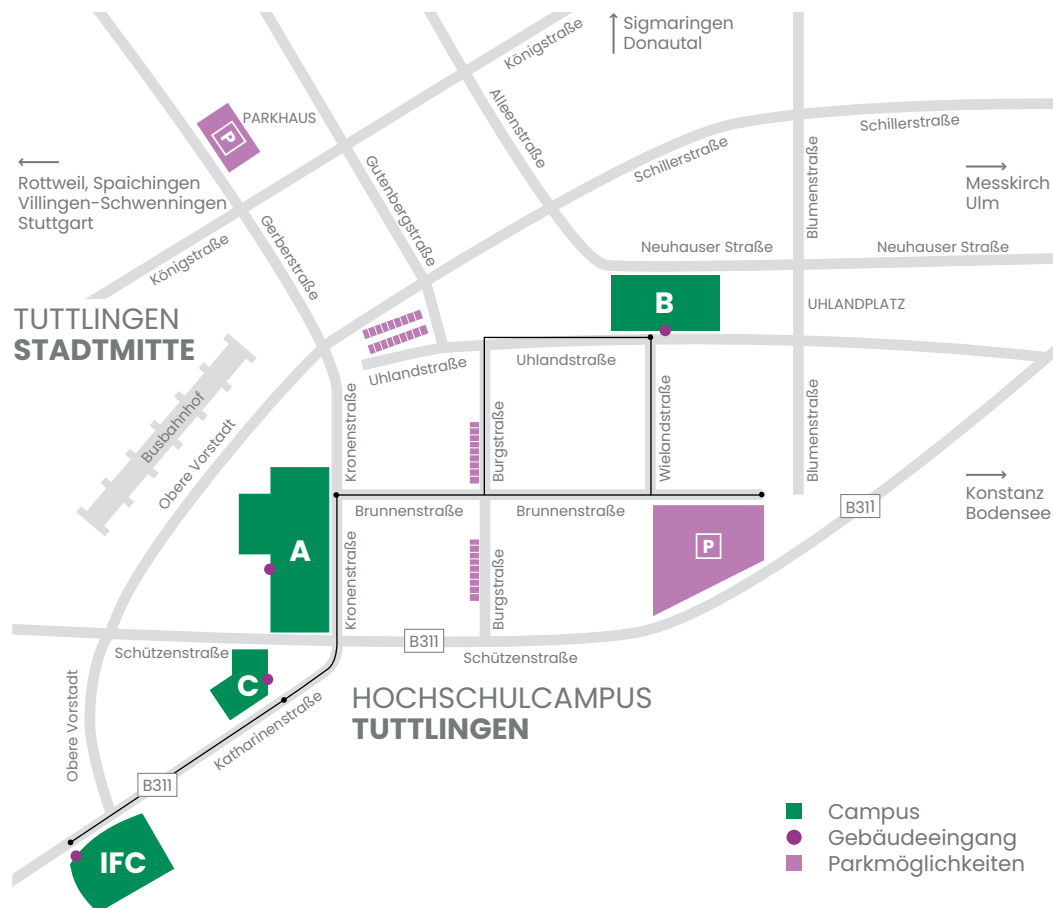 Sigmaringen
Donautal
Königstraße
PARKHAUS
P
Alleenstraße
Schillerstraße
Schillerstraße
Gutenbergstraße
Blumenstraße
Rottweil, Spaichingen
Villingen-Schwenningen
Stuttgart
Messkirch
Ulm
Gerberstraße
Königstraße
Neuhauser Straße
Neuhauser Straße
B
UHLANDPLATZ
TUTTLINGEN
STADTMITTE
Uhlandstraße
Uhlandstraße
Busbahnhof
Obere Vorstadt
Kronenstraße
Burgstraße
Wielandstraße
Blumenstraße
Konstanz
Bodensee
B311
Brunnenstraße
Brunnenstraße
A
P
Kronenstraße
Burgstraße
B311
Schützenstraße
Schützenstraße
C
HOCHSCHULCAMPUS
TUTTLINGEN
Obere Vorstadt
Katharinenstraße
B311
IFC
Campus
Gebäudeeingang
Parkmöglichkeiten